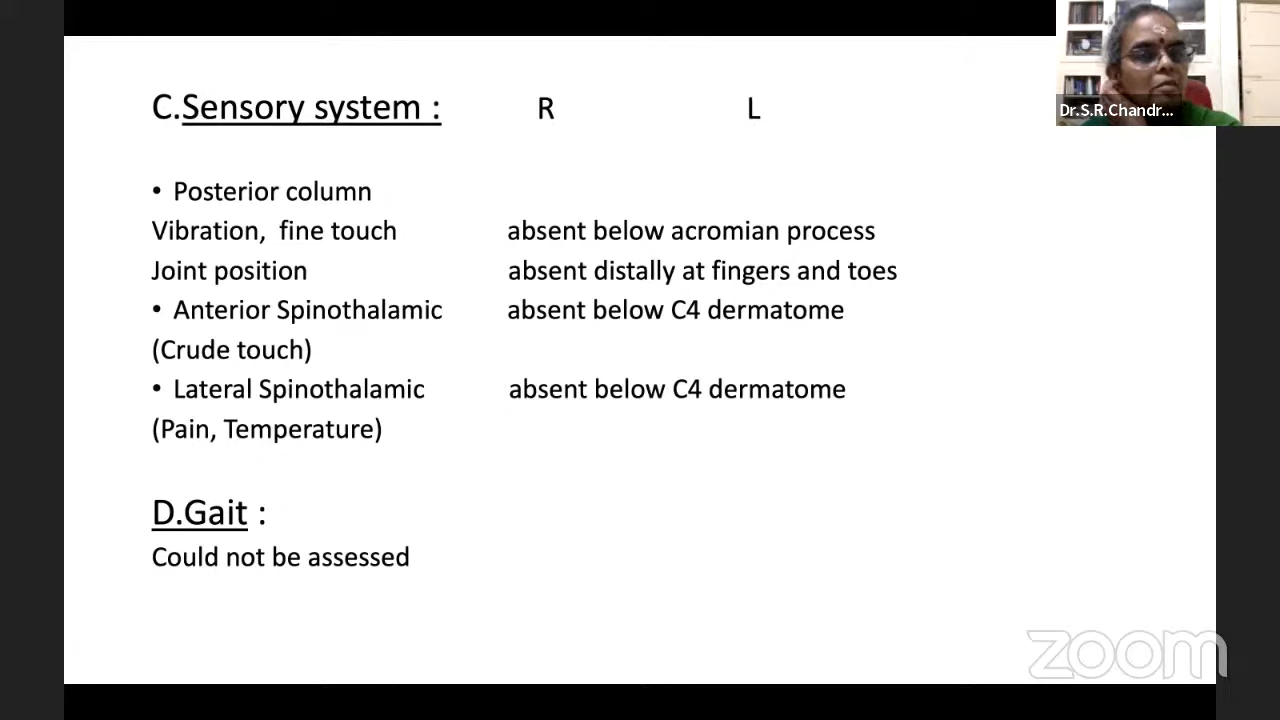 C.Sensory system : R L
Dr.S.R.Chandr...
• Posterior column
Vibration, fine touch absent below acromian process
Joint position absent distally at fingers and toes
• Anterior Spinothalamic absent below C4 dermatome
(Crude touch)
• Lateral Spinothalamic absent below C4 dermatome
(Pain, Temperature)
D.Gait :
Could not be assessed
zoom